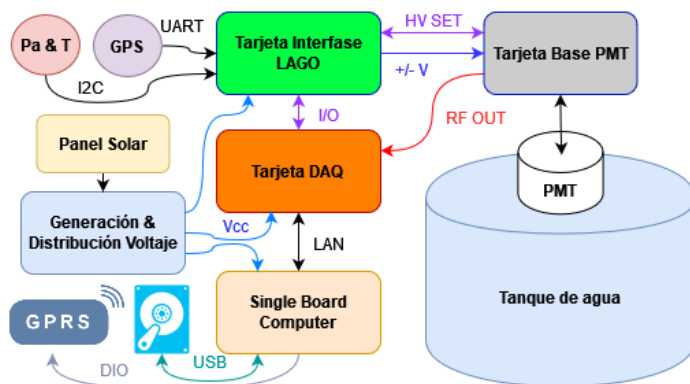 Pa & T
GPS
UART
I2C
Tarjeta Interfase
LAGO
HV SET
+/- V
Tarjeta Base PMT
I/O
RF OUT
Panel Solar
Tarjeta DAQ
PMT
Generación &
Distribución Voltaje
Vcc
LAN
Single Board
Computer
Tanque de agua
GPRS
USB
DIO